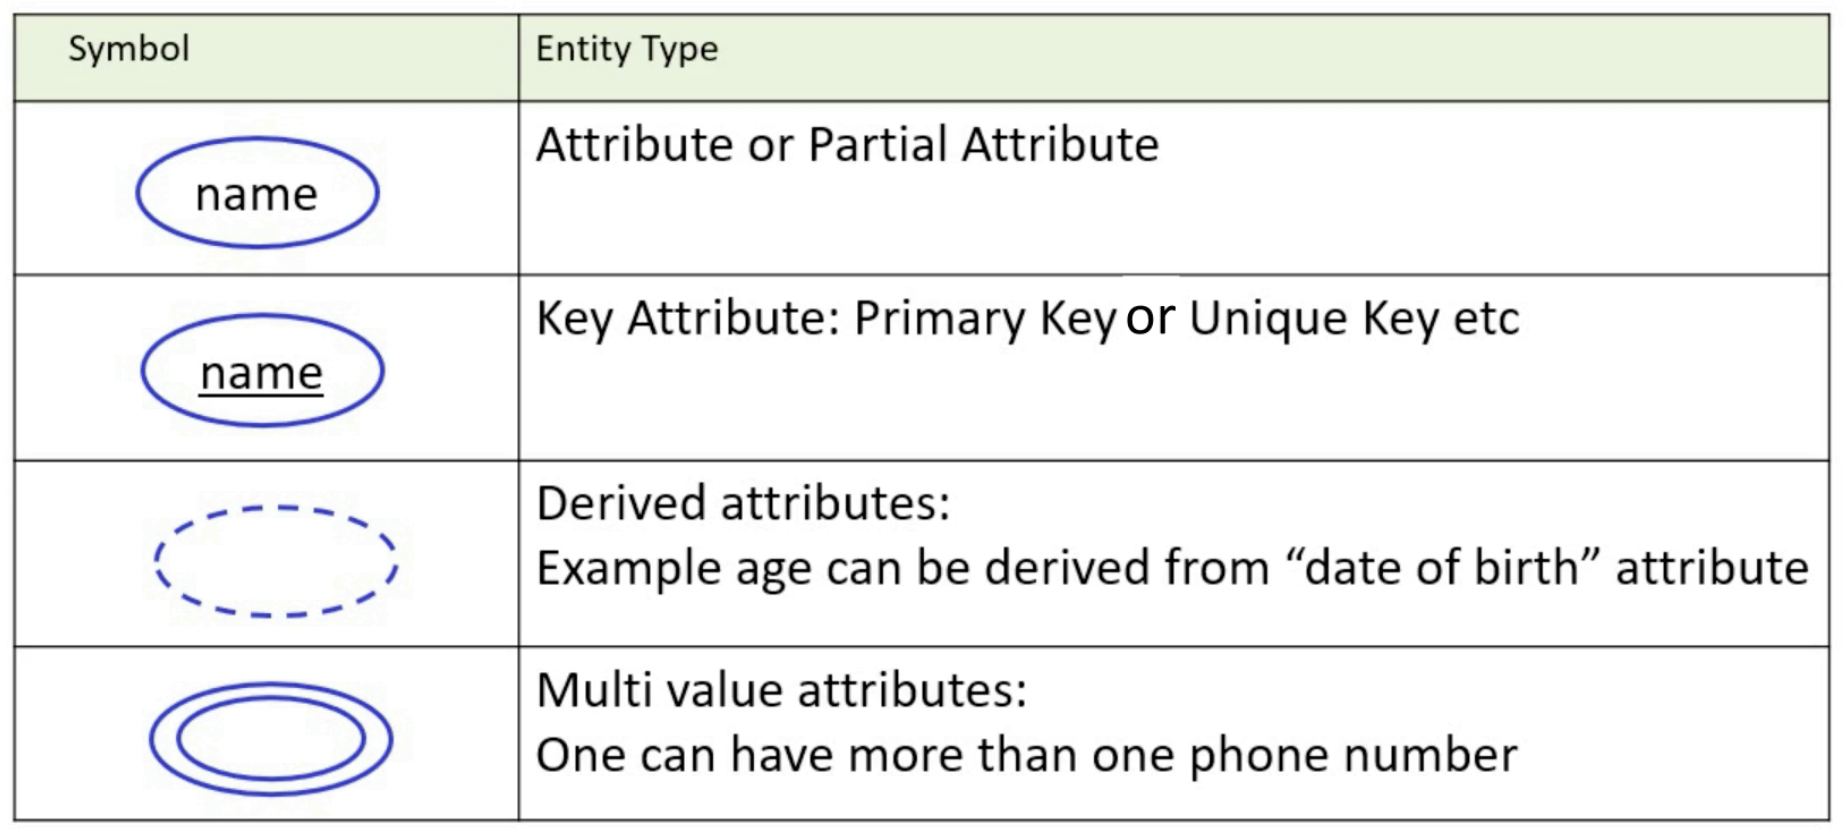 Symbol
Entity Type
name
Attribute or Partial Attribute
name
Key Attribute: Primary Key or Unique Key etc
Derived attributes:
Example age can be derived from “date of birth” attribute
Multi value attributes:
One can have more than one phone number